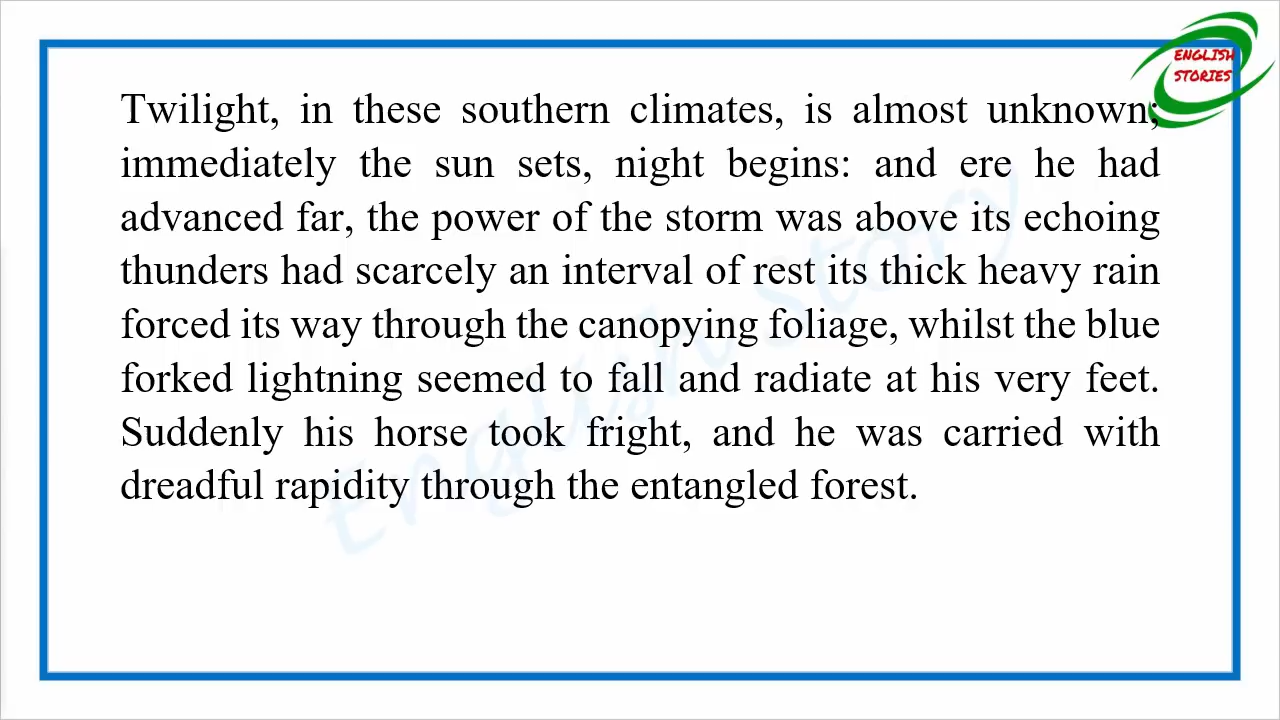 ENGLISH
STORIES
Twilight, in these southern climates, is almost unknown;
immediately the sun sets, night begins: and ere he had
advanced far, the power of the storm was above its echoing
thunders had scarcely an interval of rest its thick heavy rain
forced its way through the canopying foliage, whilst the blue
forked lightning seemed to fall and radiate at his very feet.
Suddenly his horse took fright, and he was carried with
dreadful rapidity through the entangled forest.
English Story